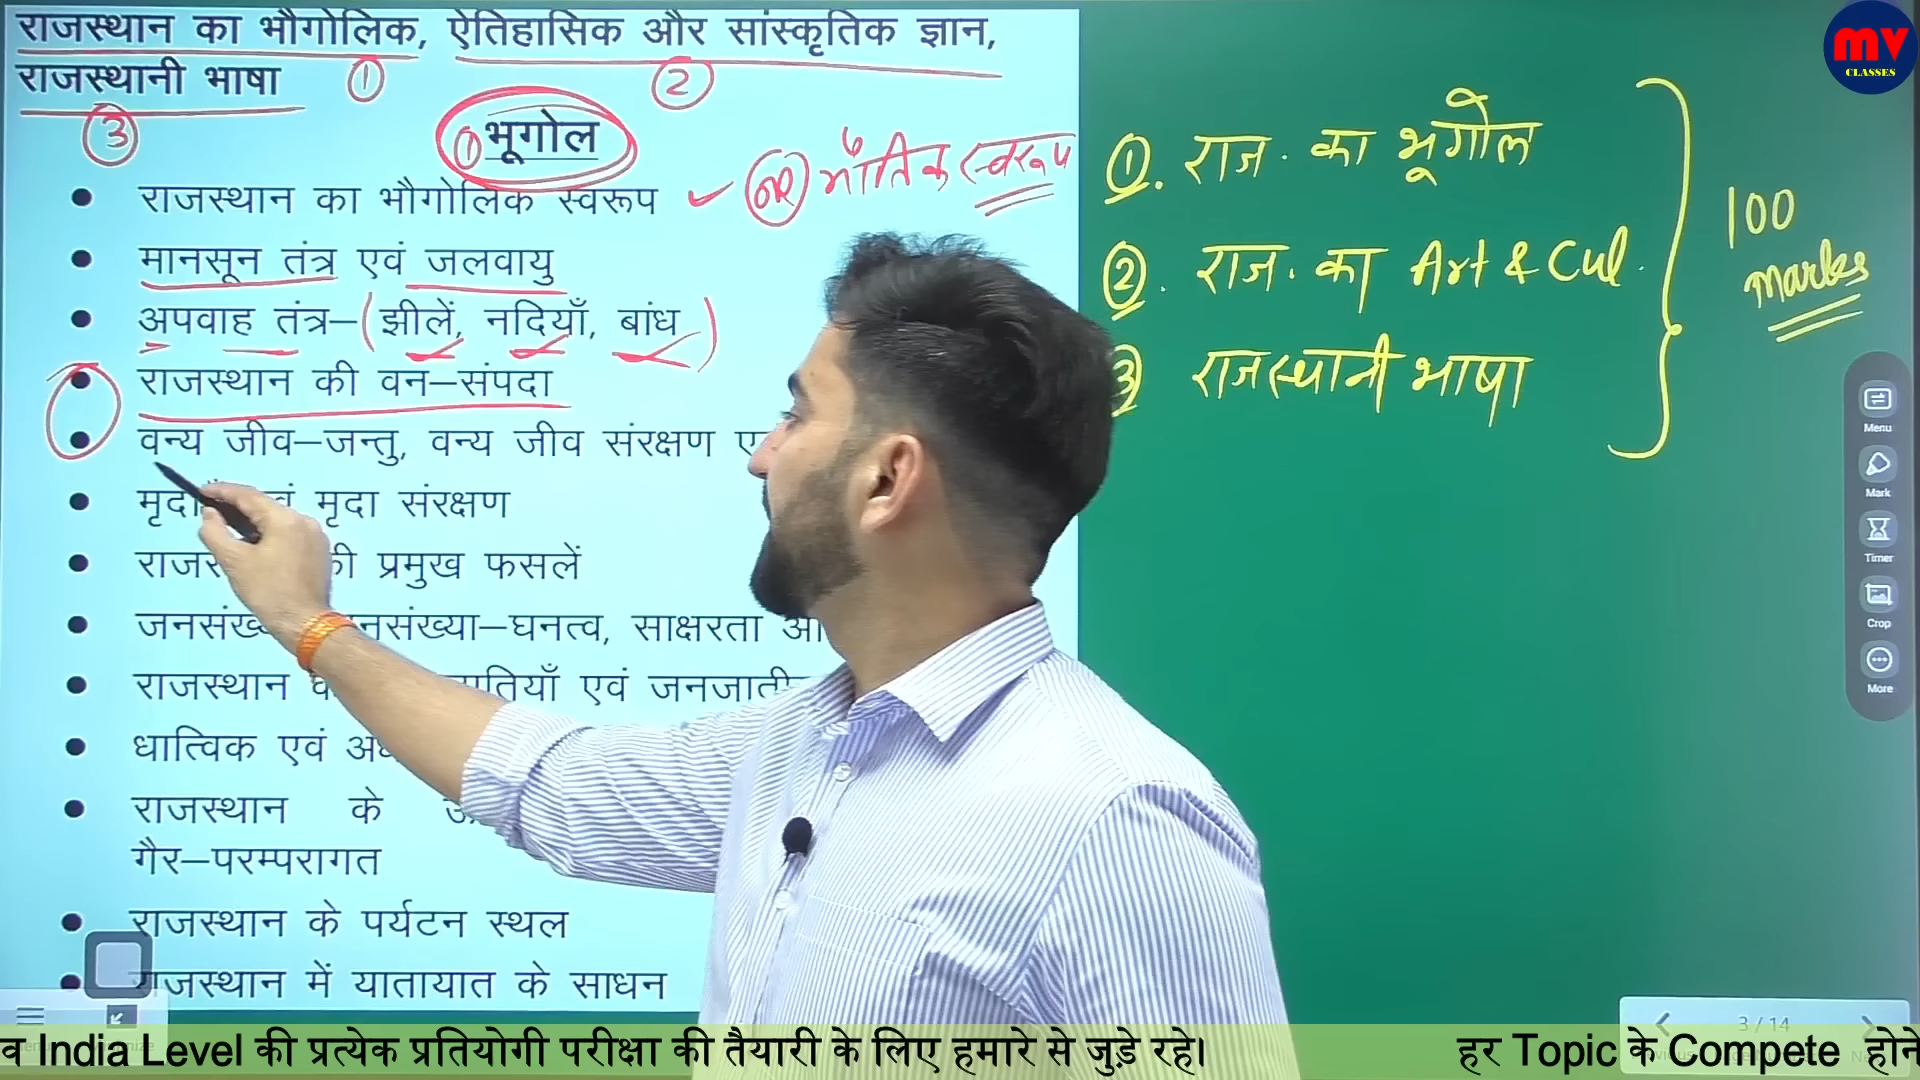 राजस्थान का भौगोलिक, ऐतिहासिक और सांस्कृतिक ज्ञान,
राजस्थानी भाषा
1
2
3
1 भूगोल
राजस्थान का भौगोलिक स्वरूप
OR भौतिक स्वरूप
मानसून तंत्र एवं जलवायु
अपवाह तंत्र–(झीलें, नदियाँ, बांध)
राजस्थान की वन–संपदा
वन्य जीव–जन्तु, वन्य जीव संरक्षण
मृदा संरक्षण
प्रमुख फसलें
घनत्व, साक्षरता
राजस्थान
एवं
धात्विक एवं
राजस्थान के
गैर–परम्परागत
राजस्थान के पर्यटन स्थल
राजस्थान में यातायात के साधन
1. राज. का भूगोल
2. राज. का Art & Cul.
3 राजस्थानी भाषा
100
marks
MV
CLASSES
Menu
Mark
Timer
Crop
More
3 / 14
व India Level की प्रत्येक प्रतियोगी परीक्षा की तैयारी के लिए हमारे से जुड़े रहे। हर Topic के Compete होने